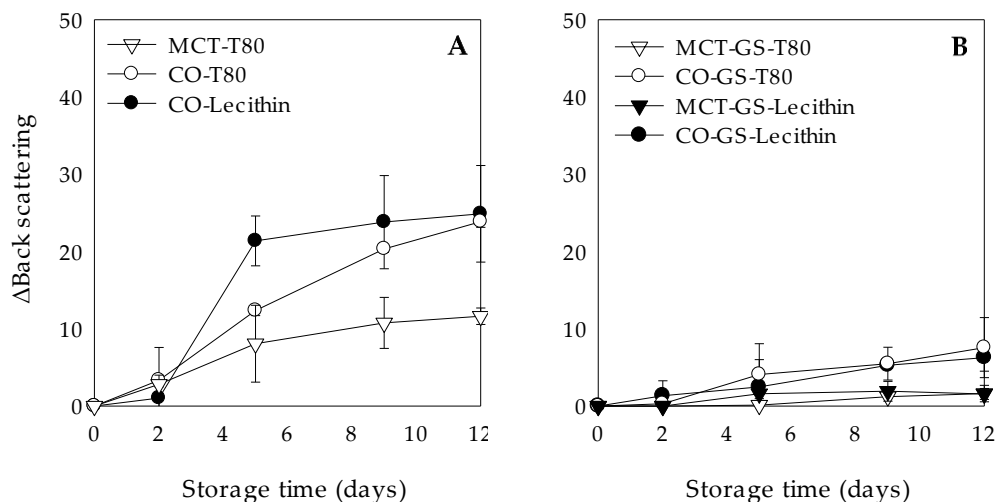 50
40
30
20
10
0
ΔBack scattering
A
MCT-T80
CO-T80
CO-Lecithin
0 2 4 6 8 10 12
Storage time (days)
50
40
30
20
10
0
B
MCT-GS-T80
CO-GS-T80
MCT-GS-Lecithin
CO-GS-Lecithin
0 2 4 6 8 10 12
Storage time (days)